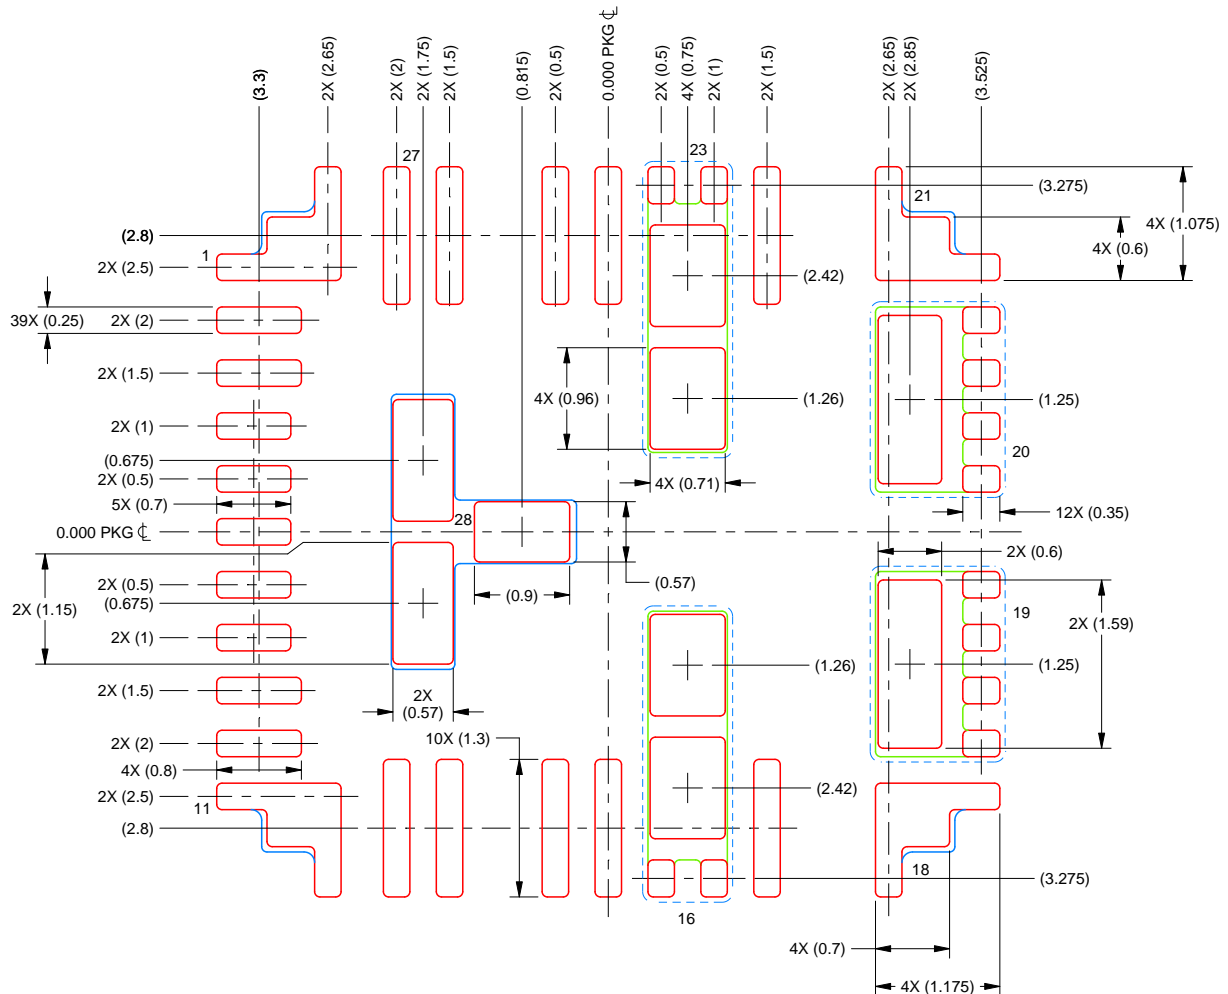 (3.3)
2X (2.65)
2X (2)
2X (1.75)
2X (1.5)
(0.815)
2X (0.5)
0.000 PKG ℄
2X (0.5)
4X (0.75)
2X (1)
2X (1.5)
2X (2.65)
2X (2.85)
(3.525)
27
23
21
(3.275)
4X (1.075)
4X (0.6)
(2.8)
1
2X (2.5)
(2.42)
39X (0.25)
2X (2)
2X (1.5)
4X (0.96)
(1.26)
(1.25)
2X (1)
(0.675)
20
2X (0.5)
4X (0.71)
5X (0.7)
12X (0.35)
28
0.000 PKG ℄
2X (0.6)
2X (0.5)
(0.57)
2X (1.15)
(0.675)
(0.9)
19
2X (1.59)
2X (1)
(1.26)
(1.25)
2X (1.5)
2X
(0.57)
10X (1.3)
2X (2)
4X (0.8)
(2.42)
2X (2.5)
11
(2.8)
18
(3.275)
16
4X (0.7)
4X (1.175)